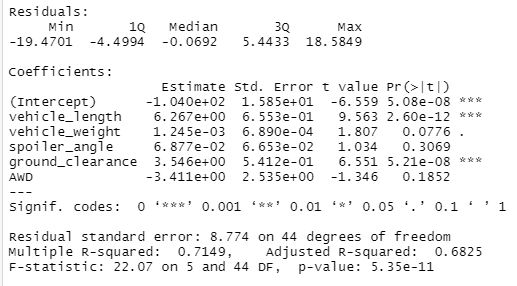 Residuals:
     Min       1Q   Median       3Q      Max
-19.4701  -4.4994  -0.0692   5.4433  18.5849

Coefficients:
                   Estimate Std. Error t value Pr(>|t|)
(Intercept)      -1.040e+02  1.585e+01  -6.559 5.08e-08 ***
vehicle_length    6.267e+00  6.553e-01   9.563 2.60e-12 ***
vehicle_weight    1.245e-03  6.890e-04   1.807   0.0776 .
spoiler_angle     6.877e-02  6.653e-02   1.034   0.3069
ground_clearance  3.546e+00  5.412e-01   6.551 5.21e-08 ***
AWD              -3.411e+00  2.535e+00  -1.346   0.1852
---
Signif. codes:  0 ‘***’ 0.001 ‘**’ 0.01 ‘*’ 0.05 ‘.’ 0.1 ‘ ’ 1

Residual standard error: 8.774 on 44 degrees of freedom
Multiple R-squared:  0.7149,    Adjusted R-squared:  0.6825
F-statistic: 22.07 on 5 and 44 DF,  p-value: 5.35e-11